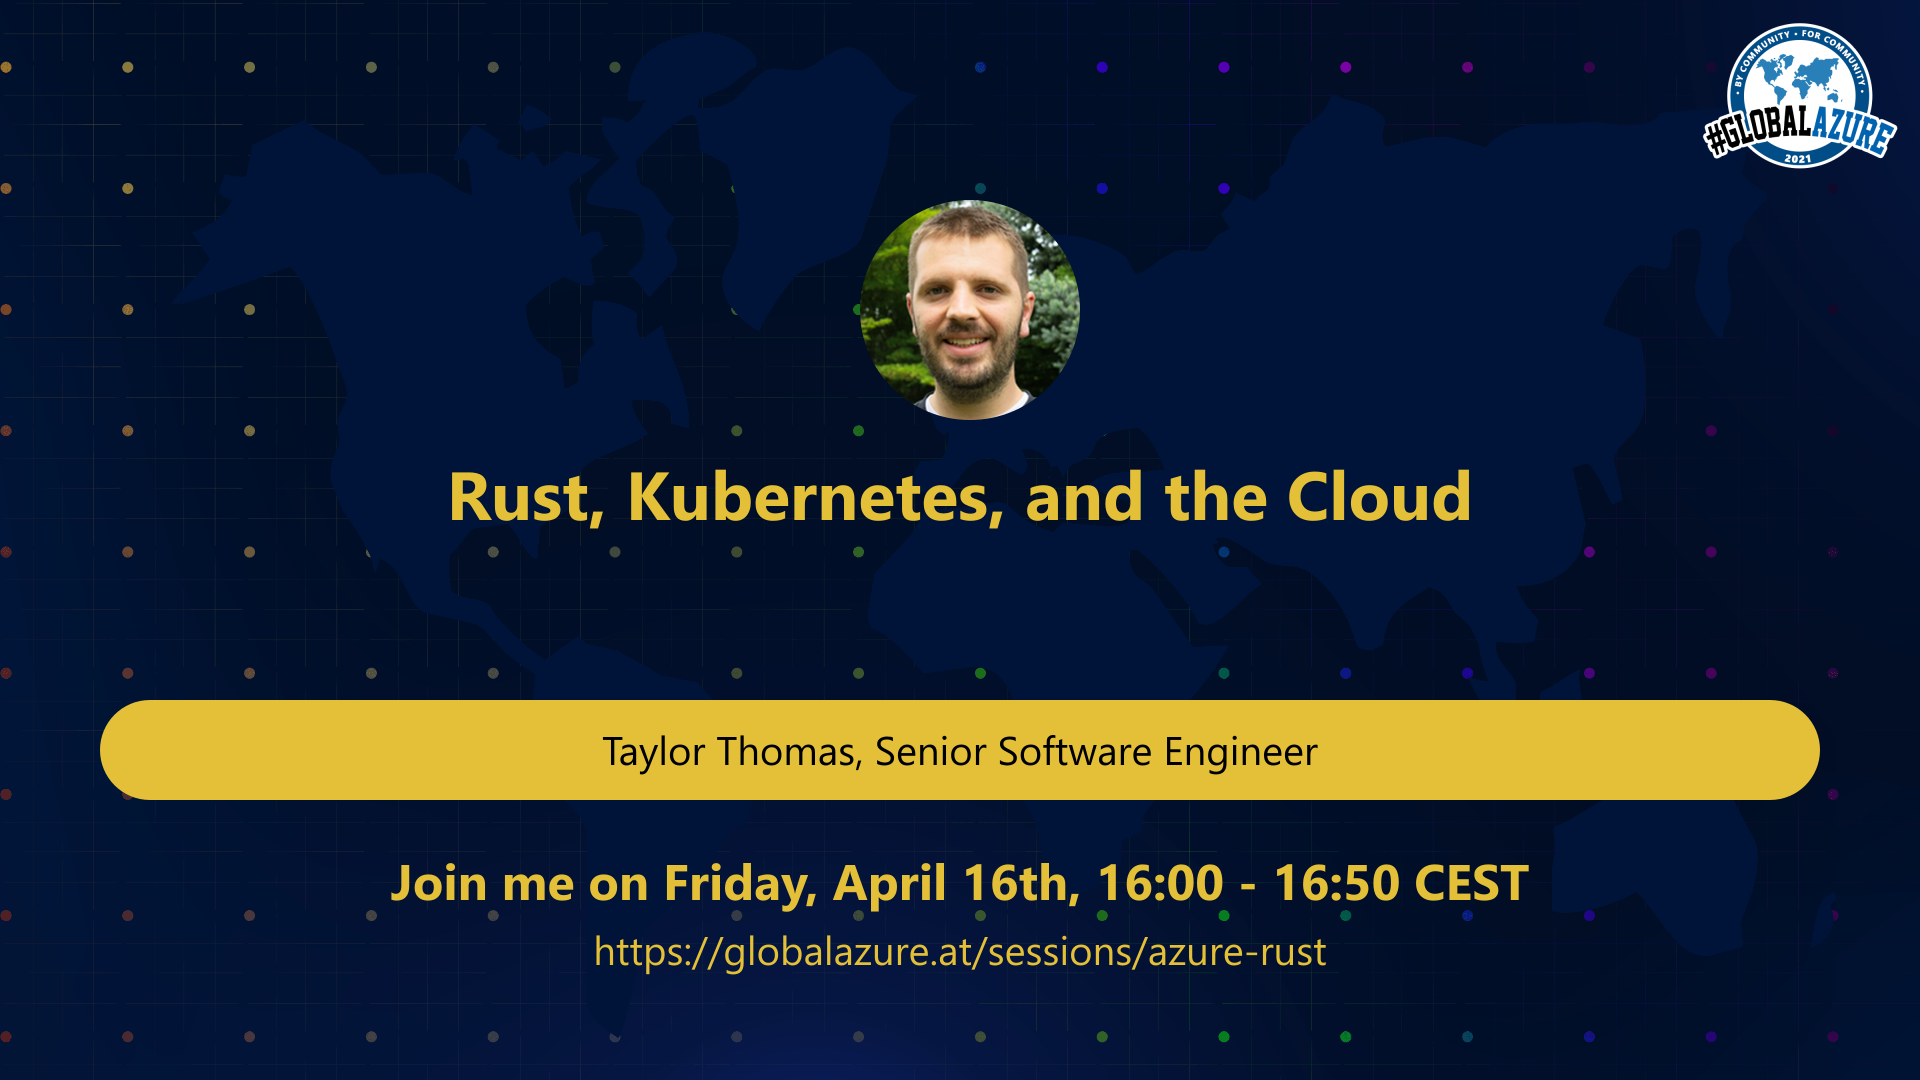 • BY COMMUNITY • FOR COMMUNITY •
#GLOBALAZURE
2021
Rust, Kubernetes, and the Cloud
Taylor Thomas, Senior Software Engineer
Join me on Friday, April 16th, 16:00 - 16:50 CEST
https://globalazure.at/sessions/azure-rust